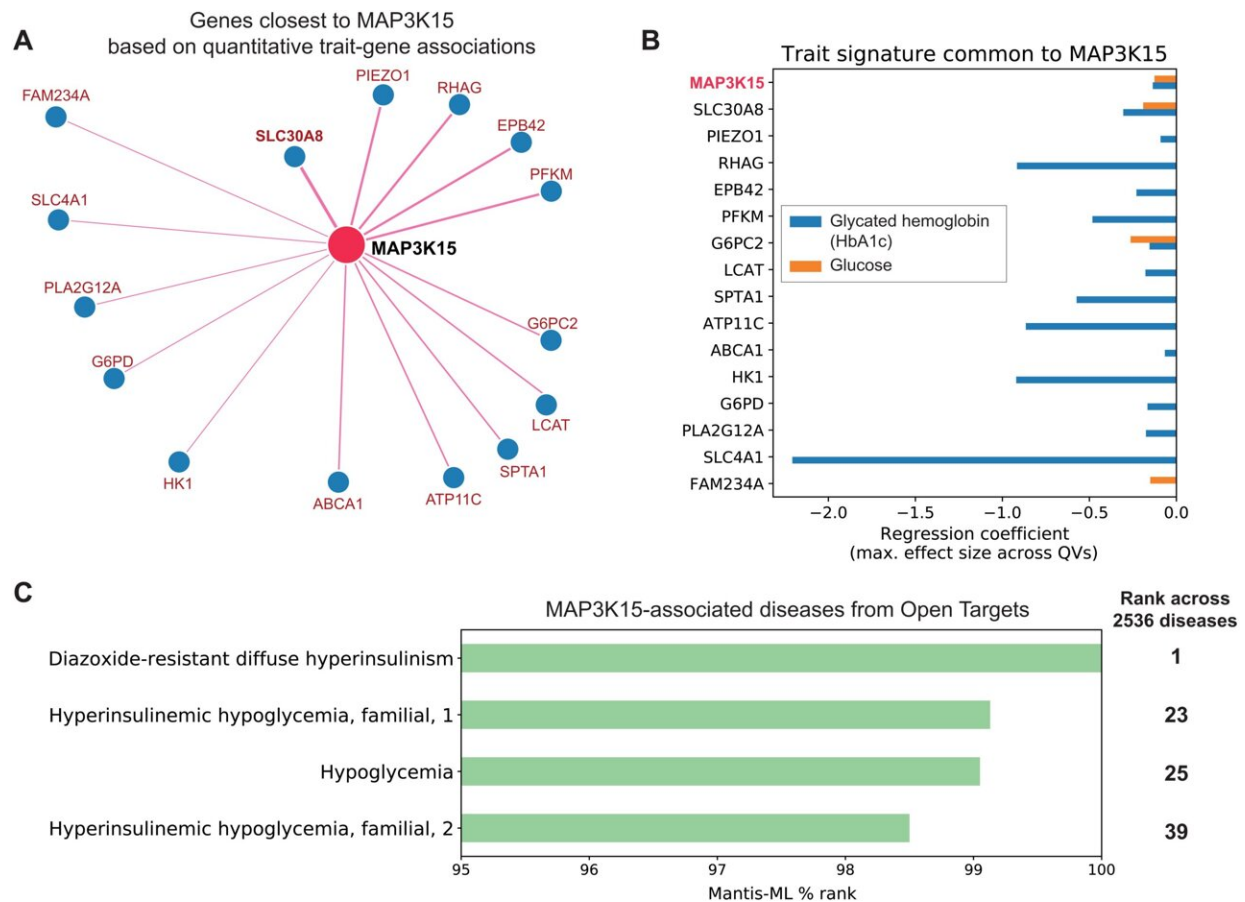 A
Genes closest to MAP3K15
based on quantitative trait-gene associations
PIEZO1
RHAG
FAM234A
SLC30A8
EPB42
PFKM
SLC4A1
MAP3K15
PLA2G12A
G6PC2
G6PD
LCAT
SPTA1
HK1
ABCA1
ATP11C
B
Trait signature common to MAP3K15
MAP3K15
SLC30A8
PIEZO1
RHAG
EPB42
PFKM
G6PC2
LCAT
SPTA1
ATP11C
ABCA1
HK1
G6PD
PLA2G12A
SLC4A1
FAM234A
Glycated hemoglobin
(HbA1c)
Glucose
−2.0 −1.5 −1.0 −0.5 0.0
Regression coefficient
(max. effect size across QVs)
C
MAP3K15-associated diseases from Open Targets
Rank across
2536 diseases
Diazoxide-resistant diffuse hyperinsulinism 1
Hyperinsulinemic hypoglycemia, familial, 1 23
Hypoglycemia 25
Hyperinsulinemic hypoglycemia, familial, 2 39
95 96 97 98 99 100
Mantis-ML % rank